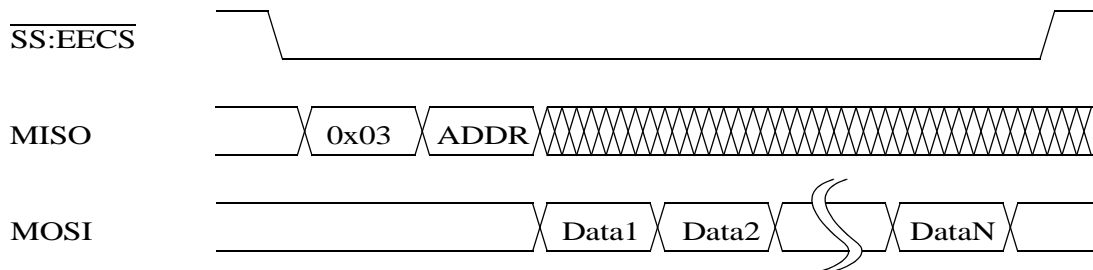 SS:EECS
MISO 0x03 ADDR
MOSI Data1 Data2 DataN